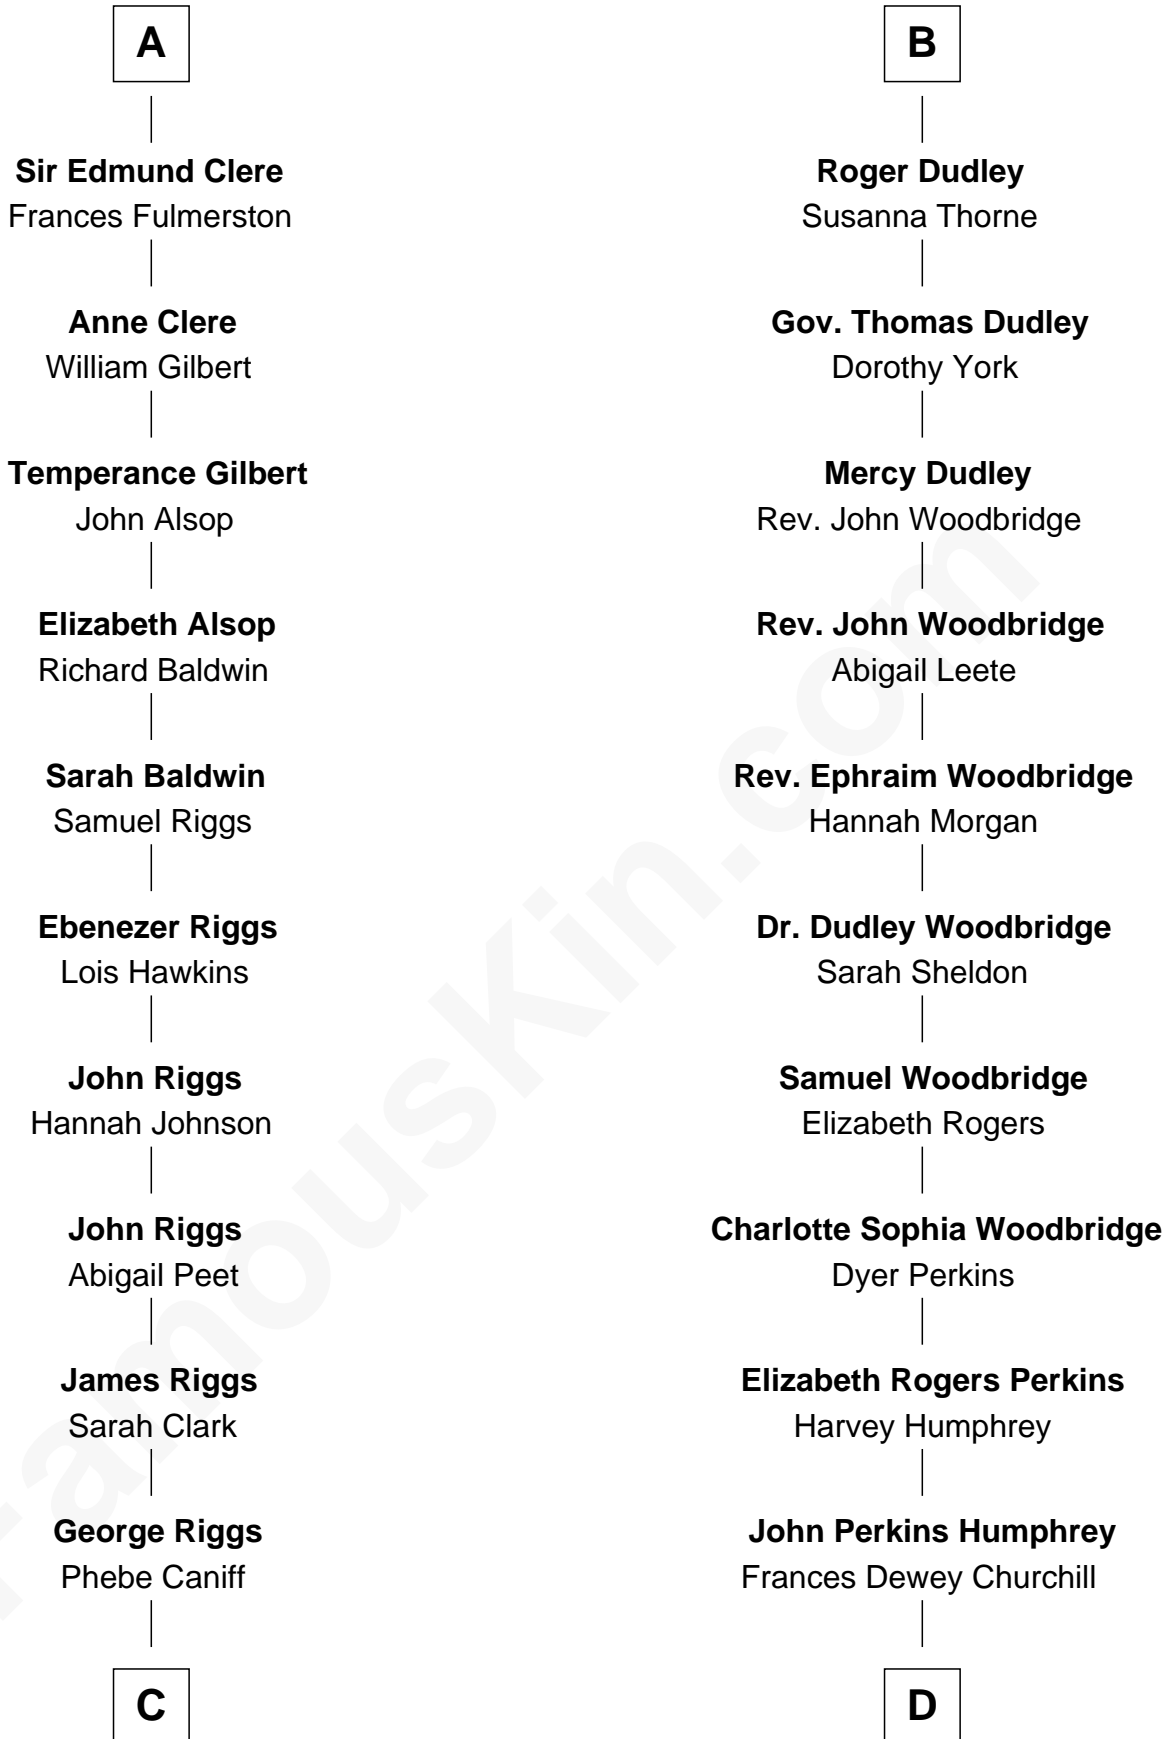 A
Sir Edmund Clere
Frances Fulmerston
Anne Clere
William Gilbert
Temperance Gilbert
John Alsop
Elizabeth Alsop
Richard Baldwin
Sarah Baldwin
Samuel Riggs
Ebenezer Riggs
Lois Hawkins
John Riggs
Hannah Johnson
John Riggs
Abigail Peet
James Riggs
Sarah Clark
George Riggs
Phebe Caniff
C
B
Roger Dudley
Susanna Thorne
Gov. Thomas Dudley
Dorothy York
Mercy Dudley
Rev. John Woodbridge
Rev. John Woodbridge
Abigail Leete
Rev. Ephraim Woodbridge
Hannah Morgan
Dr. Dudley Woodbridge
Sarah Sheldon
Samuel Woodbridge
Elizabeth Rogers
Charlotte Sophia Woodbridge
Dyer Perkins
Elizabeth Rogers Perkins
Harvey Humphrey
John Perkins Humphrey
Frances Dewey Churchill
D
FamousKin.com